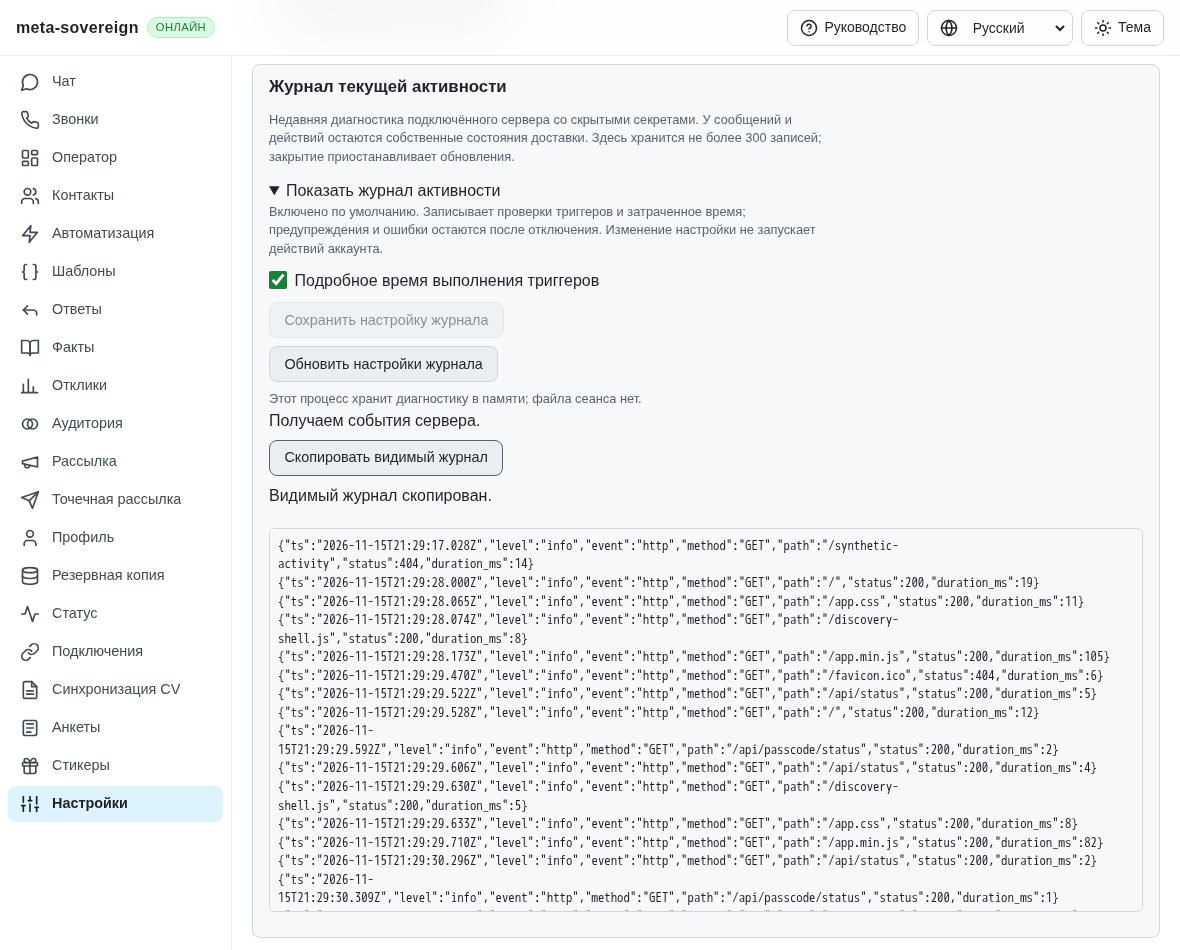 meta-sovereign
ОНЛАЙН
Руководство
Русский
Тема
Чат
Звонки
Оператор
Контакты
Автоматизация
Шаблоны
Ответы
Факты
Отклики
Аудитория
Рассылка
Точечная рассылка
Профиль
Резервная копия
Статус
Подключения
Синхронизация CV
Анкеты
Стикеры
Настройки
Журнал текущей активности
Недавняя диагностика подключённого сервера со скрытыми секретами. У сообщений и
действий остаются собственные состояния доставки. Здесь хранится не более 300 записей;
закрытие приостанавливает обновления.
Показать журнал активности
Включено по умолчанию. Записывает проверки триггеров и затраченное время;
предупреждения и ошибки остаются после отключения. Изменение настройки не запускает
действий аккаунта.
Подробное время выполнения триггеров
Сохранить настройку журнала
Обновить настройки журнала
Этот процесс хранит диагностику в памяти; файла сеанса нет.
Получаем события сервера.
Скопировать видимый журнал
Видимый журнал скопирован.
{"ts":"2026-11-15T21:29:17.028Z","level":"info","event":"http","method":"GET","path":"/synthetic-
activity","status":404,"duration_ms":14}
{"ts":"2026-11-15T21:29:28.000Z","level":"info","event":"http","method":"GET","path":"/","status":200,"duration_ms":19}
{"ts":"2026-11-15T21:29:28.065Z","level":"info","event":"http","method":"GET","path":"/app.css","status":200,"duration_ms":11}
{"ts":"2026-11-15T21:29:28.074Z","level":"info","event":"http","method":"GET","path":"/discovery-
shell.js","status":200,"duration_ms":8}
{"ts":"2026-11-15T21:29:28.173Z","level":"info","event":"http","method":"GET","path":"/app.min.js","status":200,"duration_ms":105}
{"ts":"2026-11-15T21:29:29.470Z","level":"info","event":"http","method":"GET","path":"/favicon.ico","status":404,"duration_ms":6}
{"ts":"2026-11-15T21:29:29.522Z","level":"info","event":"http","method":"GET","path":"/api/status","status":200,"duration_ms":5}
{"ts":"2026-11-15T21:29:29.528Z","level":"info","event":"http","method":"GET","path":"/","status":200,"duration_ms":12}
{"ts":"2026-11-
15T21:29:29.592Z","level":"info","event":"http","method":"GET","path":"/api/passcode/status","status":200,"duration_ms":2}
{"ts":"2026-11-15T21:29:29.606Z","level":"info","event":"http","method":"GET","path":"/api/status","status":200,"duration_ms":4}
{"ts":"2026-11-15T21:29:29.630Z","level":"info","event":"http","method":"GET","path":"/discovery-
shell.js","status":200,"duration_ms":5}
{"ts":"2026-11-15T21:29:29.633Z","level":"info","event":"http","method":"GET","path":"/app.css","status":200,"duration_ms":8}
{"ts":"2026-11-15T21:29:29.710Z","level":"info","event":"http","method":"GET","path":"/app.min.js","status":200,"duration_ms":82}
{"ts":"2026-11-15T21:29:30.296Z","level":"info","event":"http","method":"GET","path":"/api/status","status":200,"duration_ms":2}
{"ts":"2026-11-
15T21:29:30.309Z","level":"info","event":"http","method":"GET","path":"/api/passcode/status","status":200,"duration_ms":1}